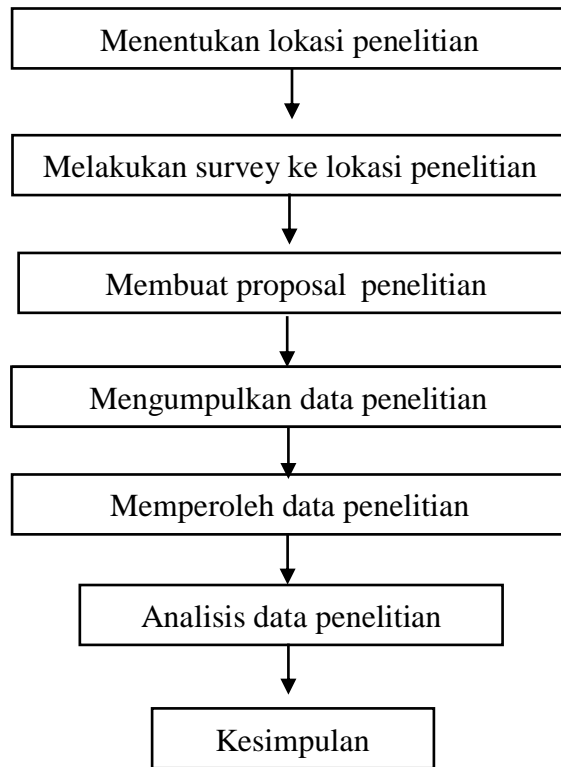 Menentukan lokasi penelitian
Melakukan survey ke lokasi penelitian
Membuat proposal  penelitian
Mengumpulkan data penelitian
Memperoleh data penelitian
Analisis data penelitian
Kesimpulan